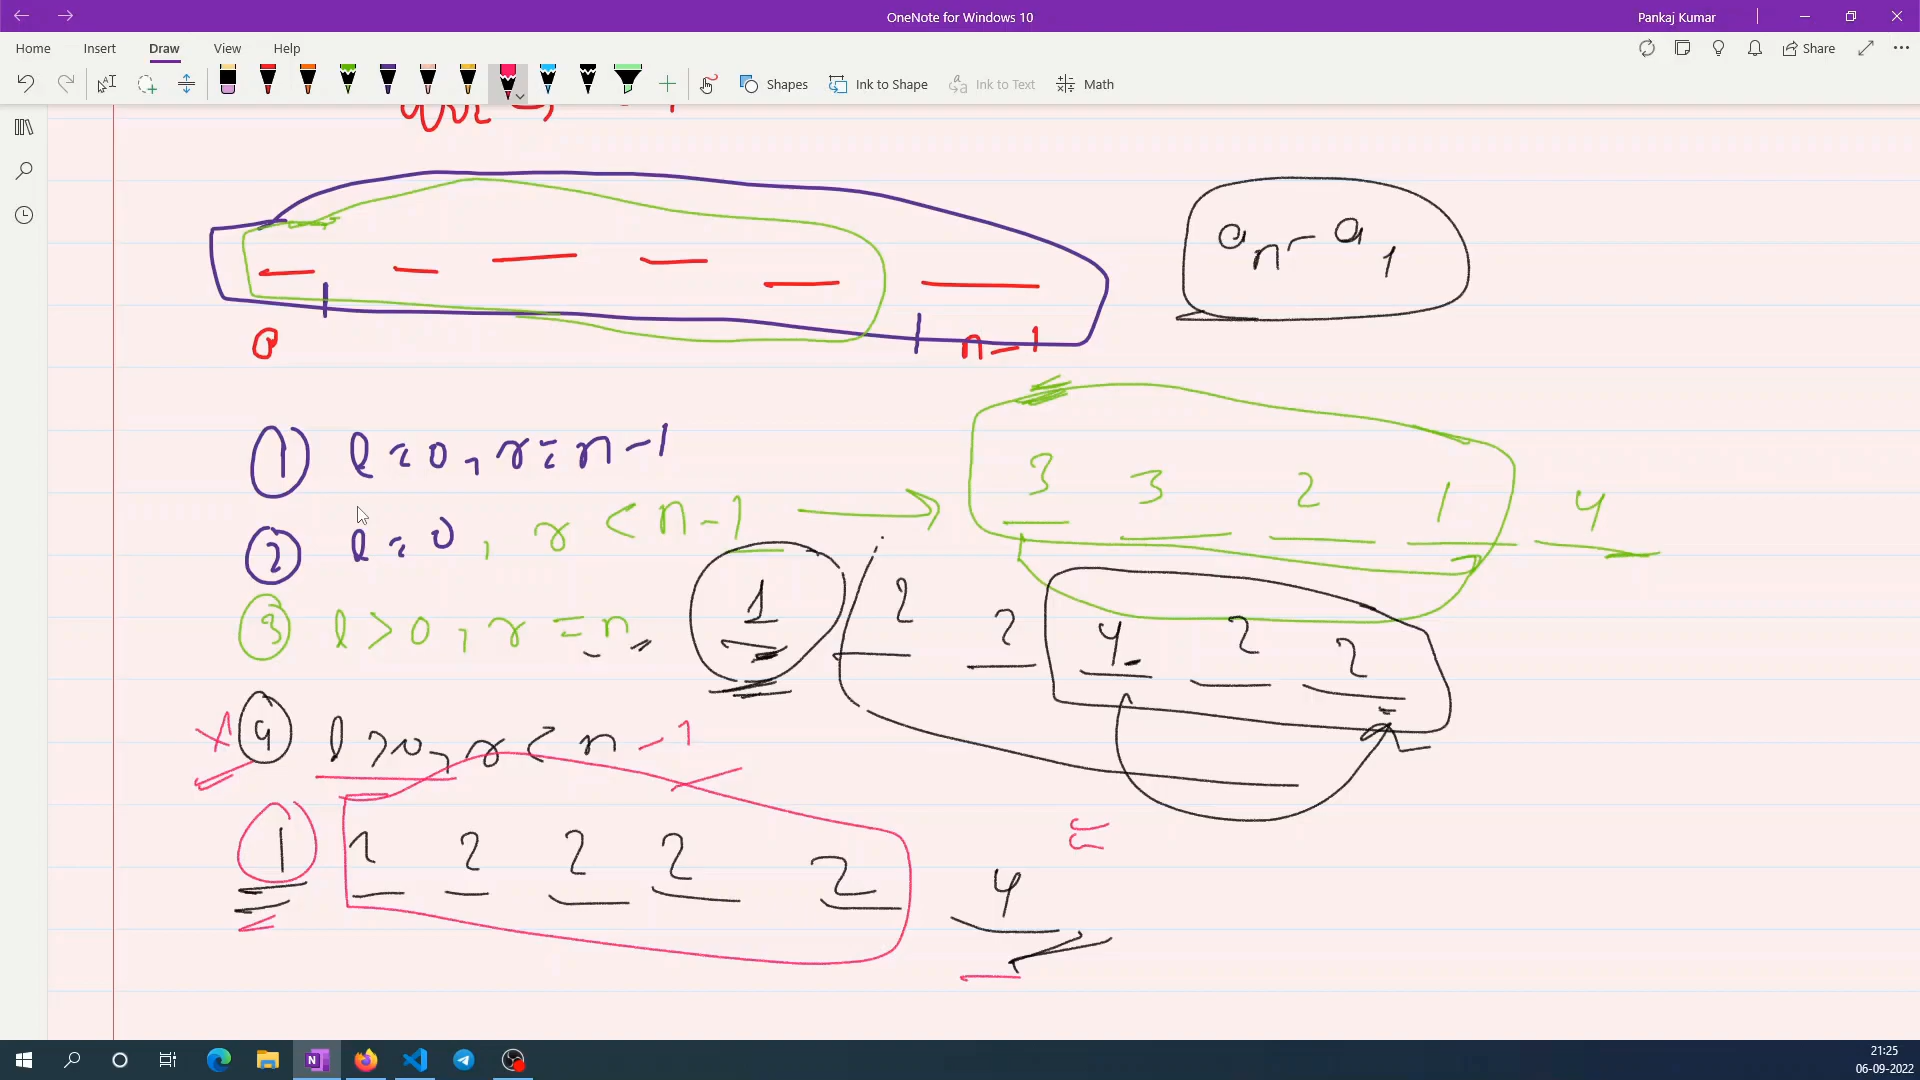 OneNote for Windows 10
Pankaj Kumar
Home Insert Draw View Help
Share
Shapes
Ink to Shape
Ink to Text
Math
a n - a 1
0
n-1
① l = 0, r = n-1
② l = 0, r < n-1
3 3 2 1 4
③ l > 0, r = n
1 2 2 4 2 2
④ l > 0, r < n-1
1 1 2 2 2 2 4
21:25
06-09-2022